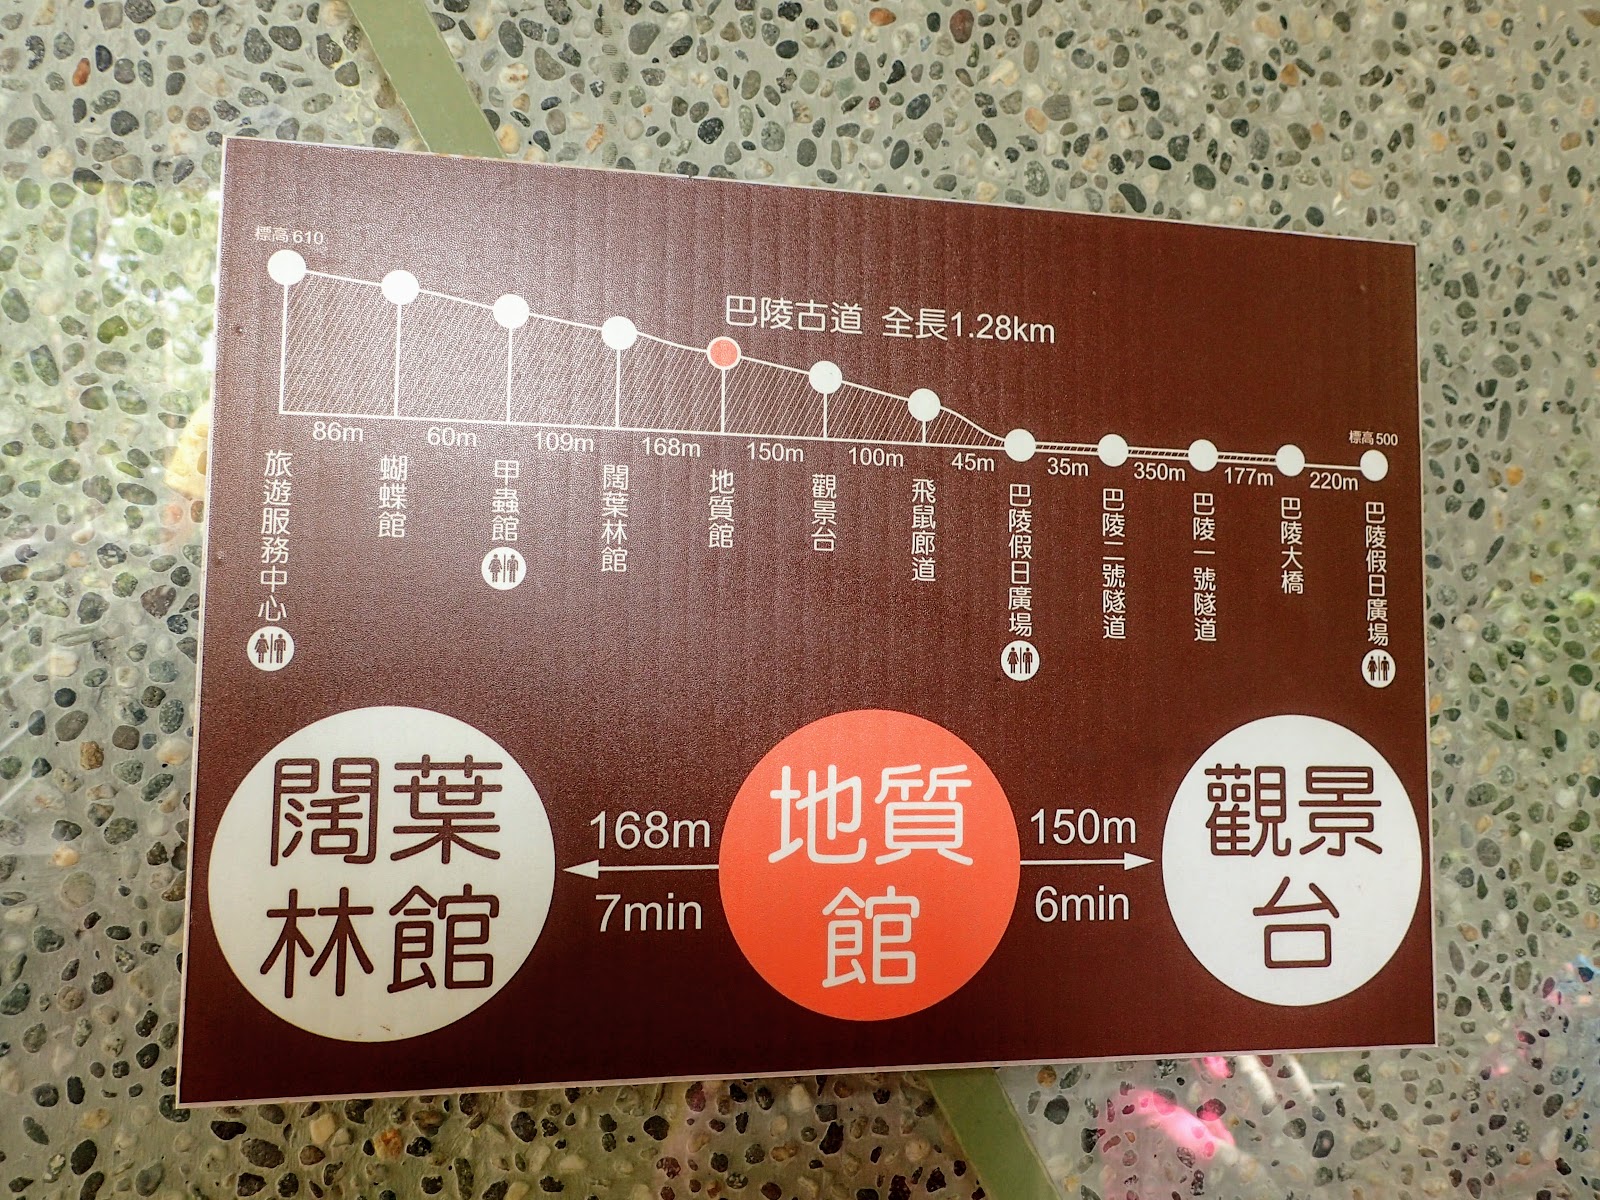 標高610
巴陵古道 全長1.28km
標高500
86m
60m
109m
168m
150m
100m
45m
35m
350m
177m
220m
旅遊服務中心
蝴蝶館
甲蟲館
闊葉林館
地質館
觀景台
飛鼠廊道
巴陵假日廣場
巴陵二號隧道
巴陵一號隧道
巴陵大橋
巴陵假日廣場
闊葉
林館
168m
7min
地質
館
150m
6min
觀景
台